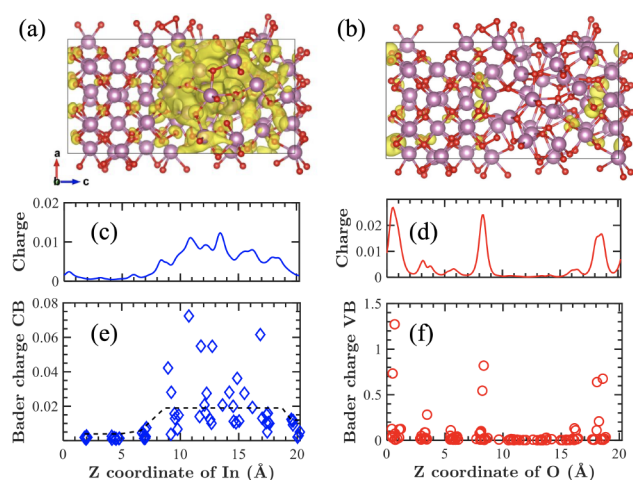 (a)
(b)
a
b
c
0.02
0.01
0
(c)
Charge
0.02
0.01
0
(d)
Charge
0.08
0.06
0.04
0.02
(e)
Bader charge CB
0 5 10 15 20
Z coordinate of In (Å)
1.5
1
0.5
0
(f)
Bader charge VB
0 5 10 15 20
Z coordinate of O (Å)